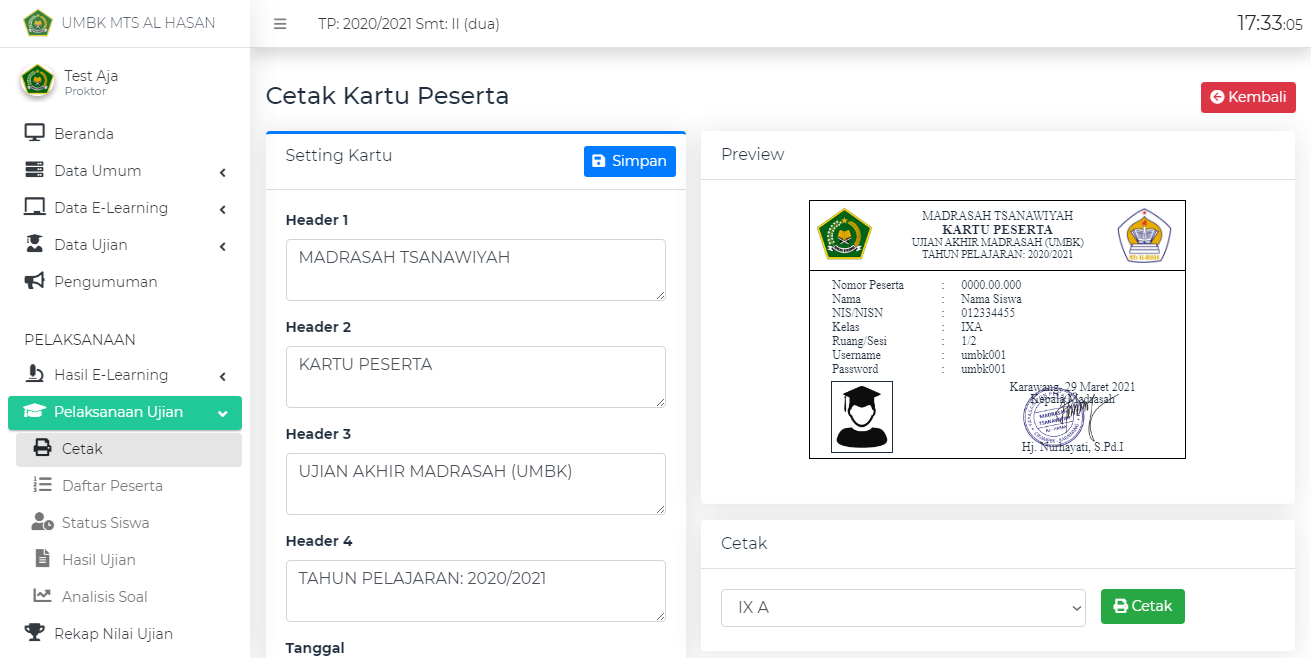 UMBK MTS AL HASAN
TP: 2020/2021 Smt: II (dua)
17:33:05
Test Aja
Proktor
Beranda
Data Umum
Data E-Learning
Data Ujian
Pengumuman
PELAKSANAAN
Hasil E-Learning
Pelaksanaan Ujian
Cetak
Daftar Peserta
Status Siswa
Hasil Ujian
Analisis Soal
Rekap Nilai Ujian
Cetak Kartu Peserta
Kembali
Setting Kartu
Simpan
Header 1
MADRASAH TSANAWIYAH
Header 2
KARTU PESERTA
Header 3
UJIAN AKHIR MADRASAH (UMBK)
Header 4
TAHUN PELAJARAN: 2020/2021
Tanggal
Preview
MADRASAH TSANAWIYAH
KARTU PESERTA
UJIAN AKHIR MADRASAH (UMBK)
TAHUN PELAJARAN: 2020/2021
Nomor Peserta : 0000.00.000
Nama : Nama Siswa
NIS/NISN : 012334455
Kelas : IXA
Ruang/Sesi : 1/2
Username : umbk001
Password : umbk001
Karawang, 29 Maret 2021
Kepala Madrasah
Hj. Nurhayati, S.Pd.I
Cetak
IX A
Cetak